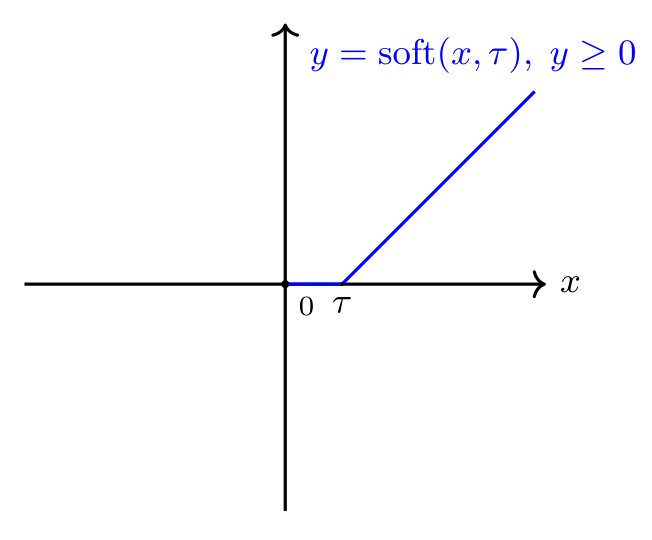 y = soft(x, τ), y ≥ 0
x
0
τ